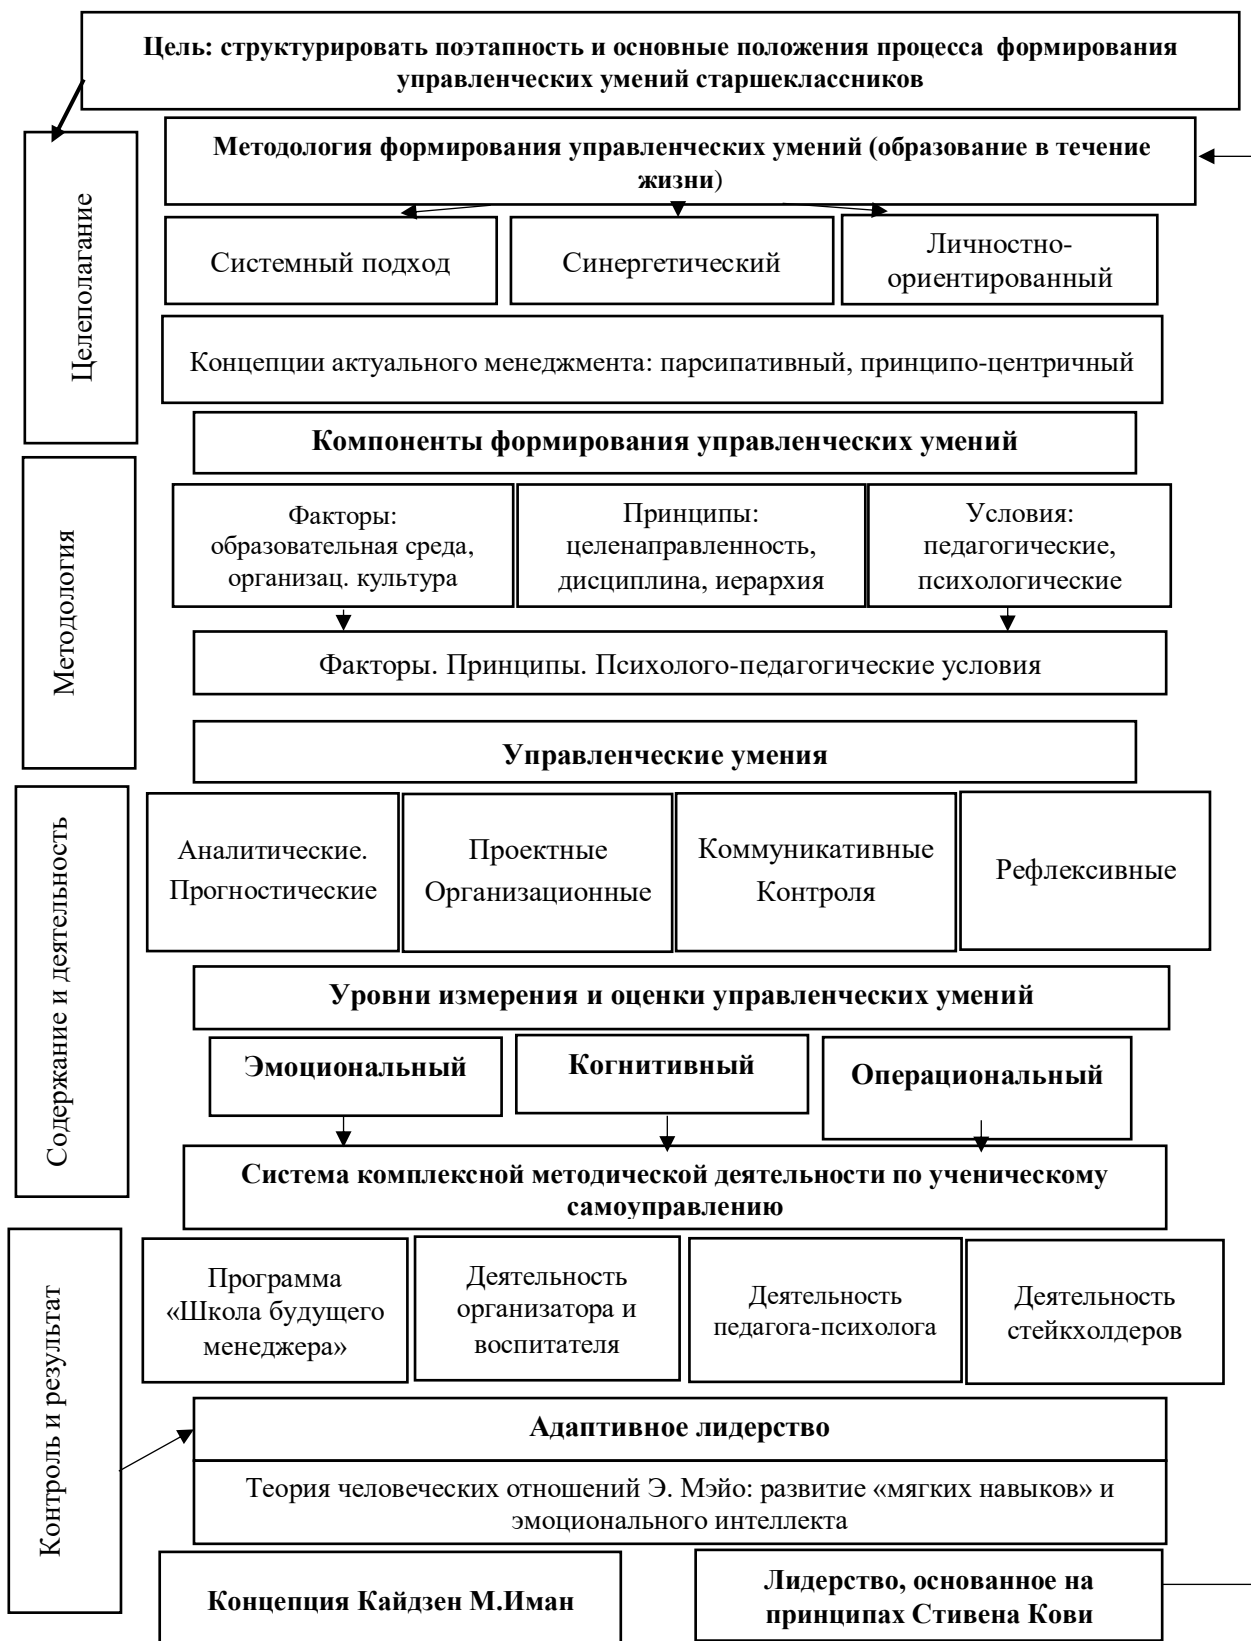 Цель: структурировать поэтапность и основные положения процесса формирования
управленческих умений старшеклассников
Целеполагание
Методология формирования управленческих умений (образование в течение
жизни)
Системный подход
Синергетический
Личностно-
ориентированный
Концепции актуального менеджмента: парсипативный, принципо-центричный
Компоненты формирования управленческих умений
Методология
Факторы:
образовательная среда,
организац. культура
Принципы:
целенаправленность,
дисциплина, иерархия
Условия:
педагогические,
психологические
Факторы. Принципы. Психолого-педагогические условия
Управленческие умения
Содержание и деятельность
Аналитические.
Прогностические
Проектные
Организационные
Коммуникативные
Контроля
Рефлексивные
Уровни измерения и оценки управленческих умений
Эмоциональный
Когнитивный
Операциональный
Система комплексной методической деятельности по ученическому
самоуправлению
Контроль и результат
Программа
«Школа будущего
менеджера»
Деятельность
организатора и
воспитателя
Деятельность
педагога-психолога
Деятельность
стейкхолдеров
Адаптивное лидерство
Теория человеческих отношений Э. Мэйо: развитие «мягких навыков» и
эмоционального интеллекта
Концепция Кайдзен М.Иман
Лидерство, основанное на
принципах Стивена Кови